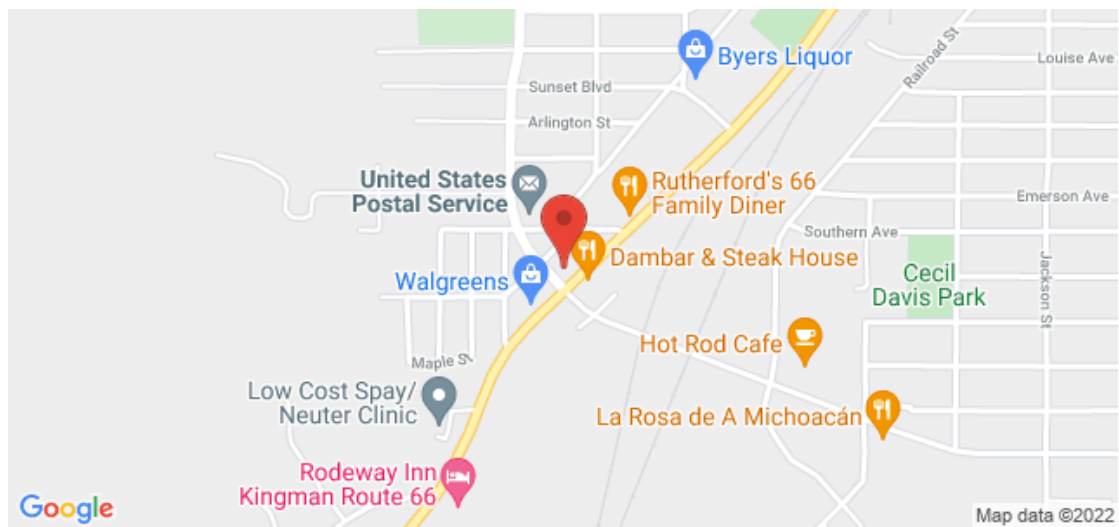 Byers Liquor
Railroad St
Louise Ave
Sunset Blvd
Arlington St
United States
Postal Service
Rutherford's 66
Family Diner
Emerson Ave
Southern Ave
Dambar & Steak House
Walgreens
Cecil
Davis Park
Jackson St
Hot Rod Cafe
Maple St
Low Cost Spay/
Neuter Clinic
La Rosa de A Michoacán
Rodeway Inn
Kingman Route 66
Google
Map data ©2022